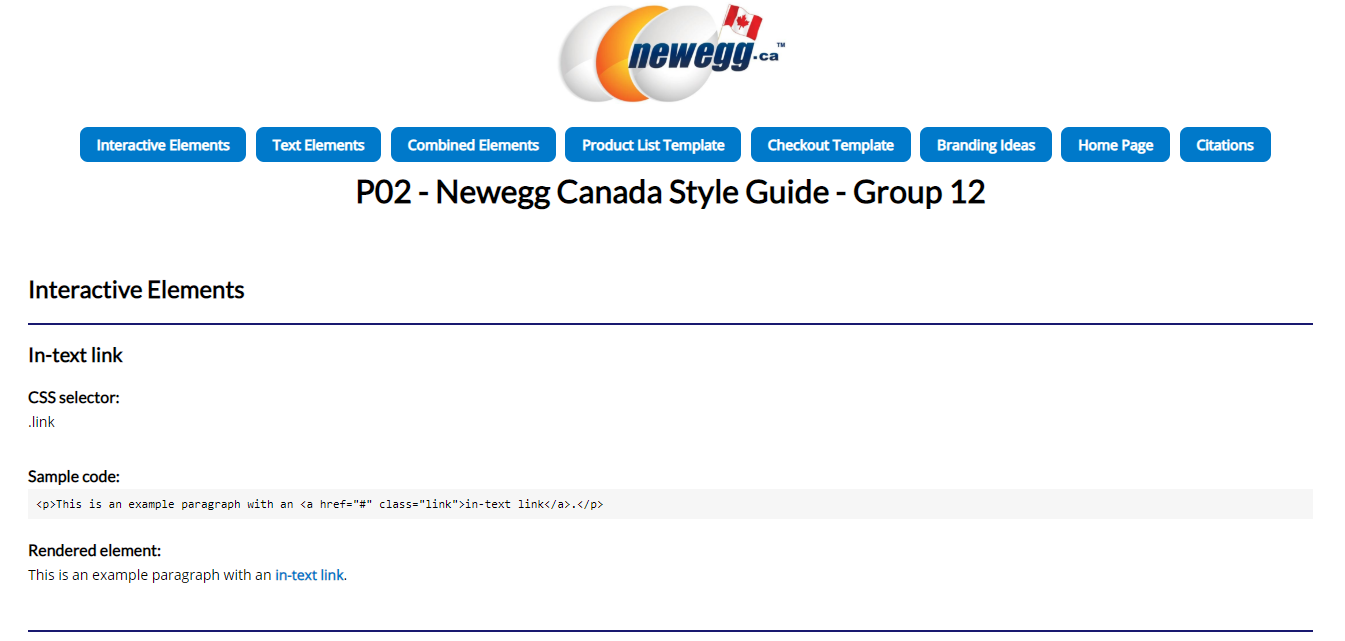 newegg.ca™
Interactive Elements Text Elements Combined Elements Product List Template Checkout Template Branding Ideas Home Page Citations
P02 - Newegg Canada Style Guide - Group 12
Interactive Elements
In-text link
CSS selector:
.link
Sample code:
<p>This is an example paragraph with an <a href="#" class="link">in-text link</a>.</p>
Rendered element:
This is an example paragraph with an in-text link.